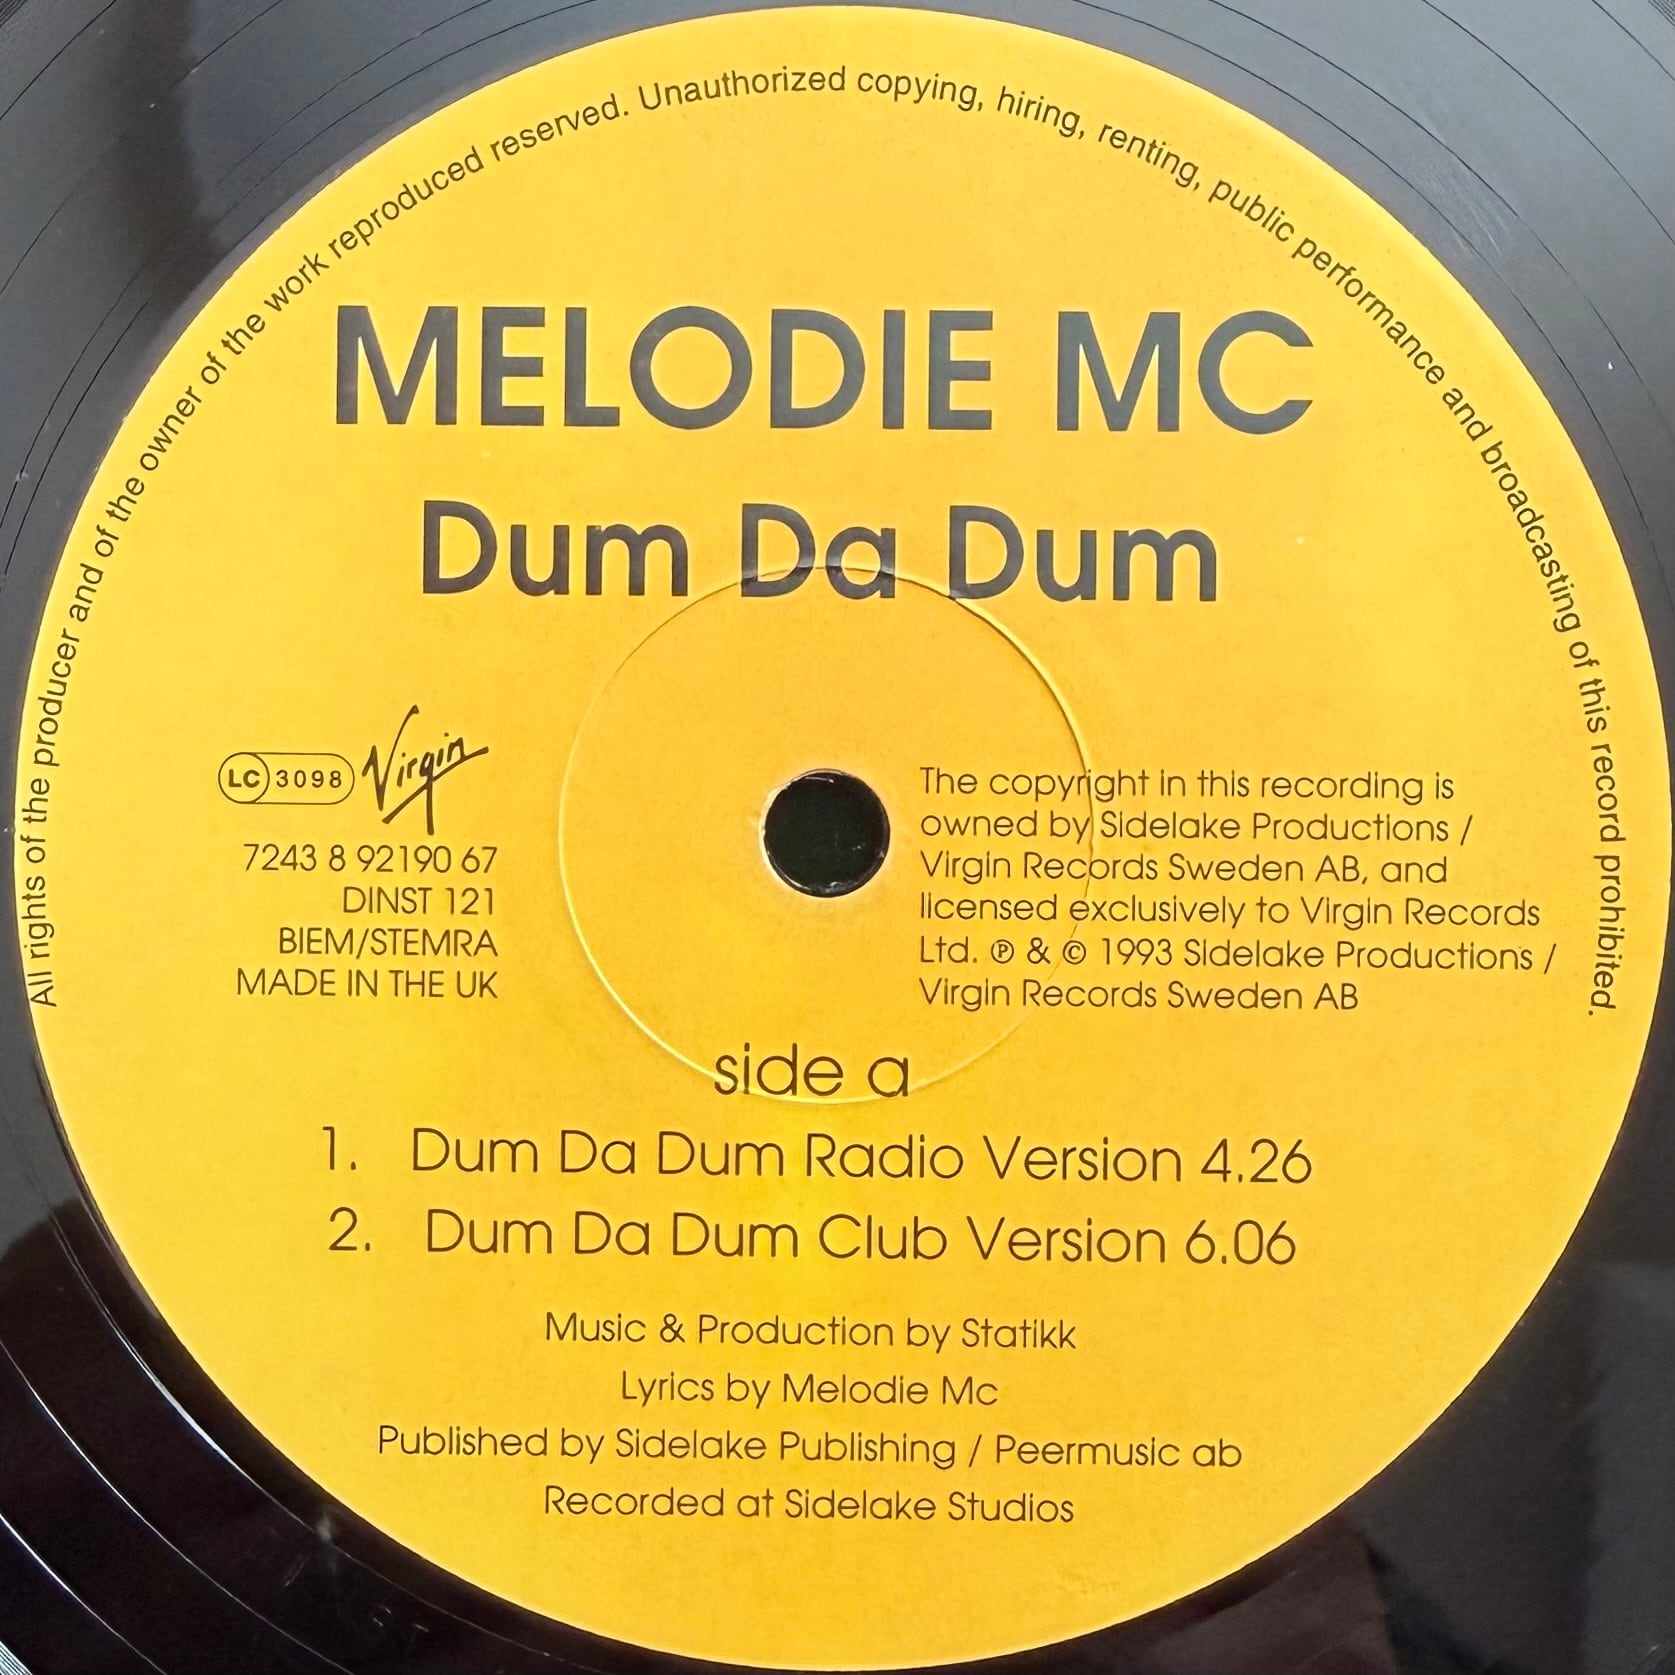 All rights of the producer and of the owner of the work reproduced reserved. Unauthorized copying, hiring, renting, public performance and broadcasting of this record prohibited.
MELODIE MC
Dum Da Dum
LC 3098
Virgin
7243 8 92190 67
DINST 121
BIEM/STEMRA
MADE IN THE UK
The copyright in this recording is
owned by Sidelake Productions /
Virgin Records Sweden AB, and
licensed exclusively to Virgin Records
Ltd. ℗ & © 1993 Sidelake Productions /
Virgin Records Sweden AB
side a
1. Dum Da Dum Radio Version 4.26
2. Dum Da Dum Club Version 6.06
Music & Production by Statikk
Lyrics by Melodie Mc
Published by Sidelake Publishing / Peermusic ab
Recorded at Sidelake Studios